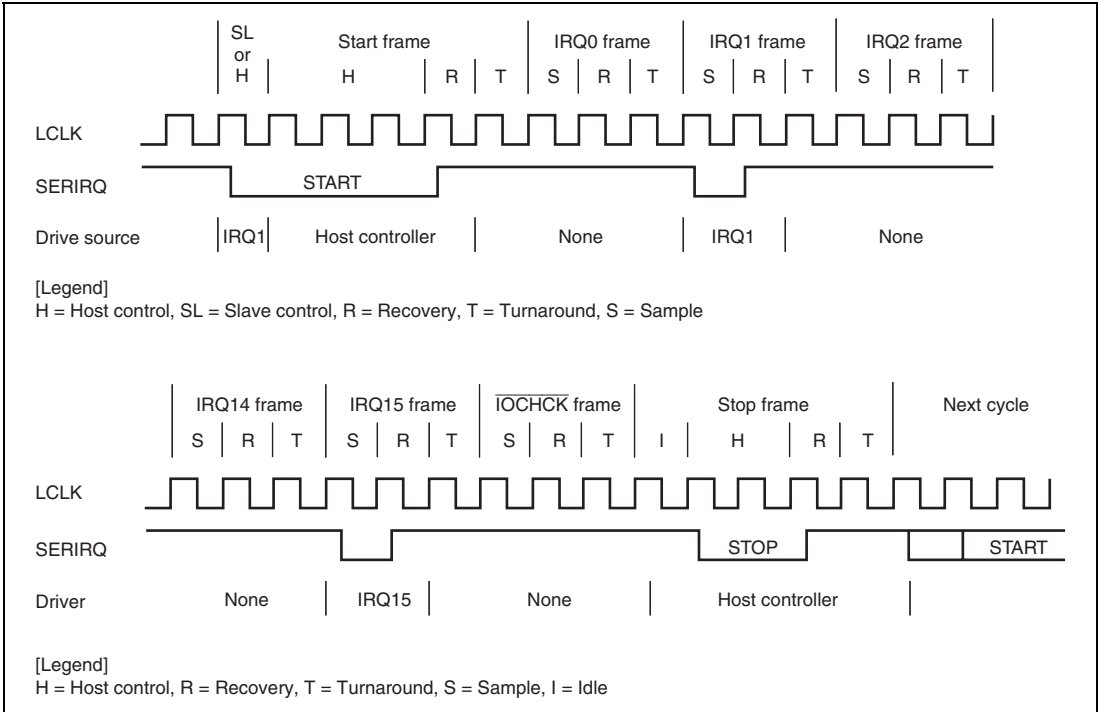 SL
or
H
Start frame
IRQ0 frame
IRQ1 frame
IRQ2 frame
H R T S R T S R T S R T
LCLK
SERIRQ
START
Drive source
IRQ1
Host controller
None
IRQ1
None
[Legend]
H = Host control, SL = Slave control, R = Recovery, T = Turnaround, S = Sample
IRQ14 frame
IRQ15 frame
IOCHCK frame
Stop frame
Next cycle
S R T S R T S R T I H R T
LCLK
SERIRQ
STOP
START
Driver
None
IRQ15
None
Host controller
[Legend]
H = Host control, R = Recovery, T = Turnaround, S = Sample, I = Idle